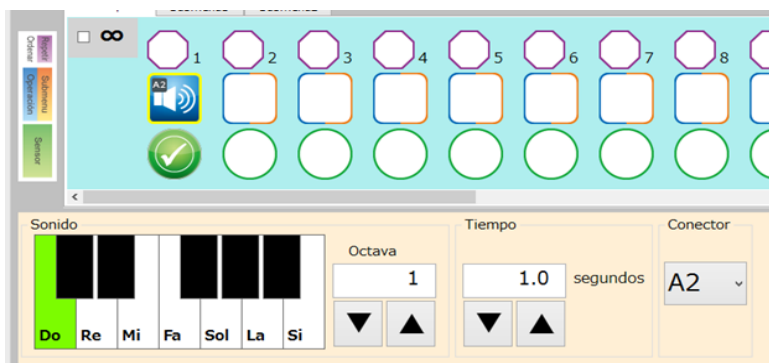 ∞
1 2 3 4 5 6 7 8
Repetir
Ordenar
Submenu
Operación
Sensor
A2
Sonido
Octava
1
Do Re Mi Fa Sol La Si
Tiempo
1.0 segundos
Conector
A2